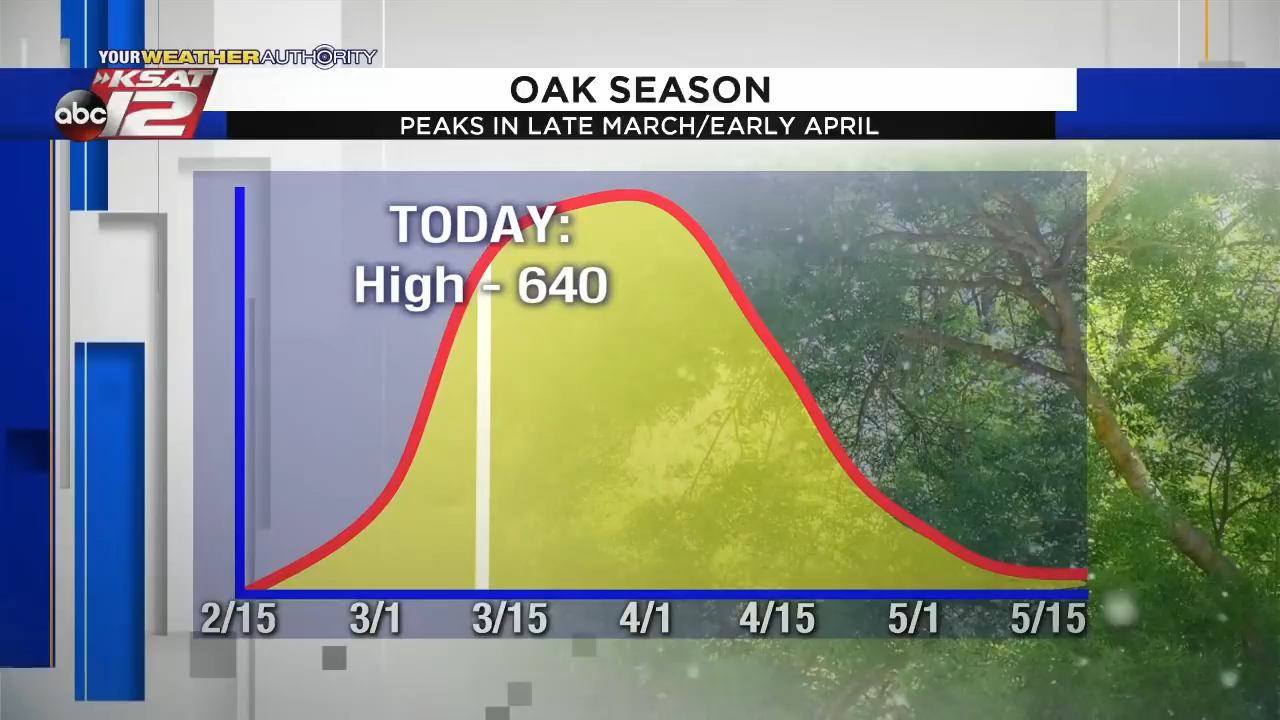 YOURWEATHERAUTHORITY
KSAT
abc
12
OAK SEASON
PEAKS IN LATE MARCH/EARLY APRIL
TODAY:
High - 640
2/15 3/1 3/15 4/1 4/15 5/1 5/15